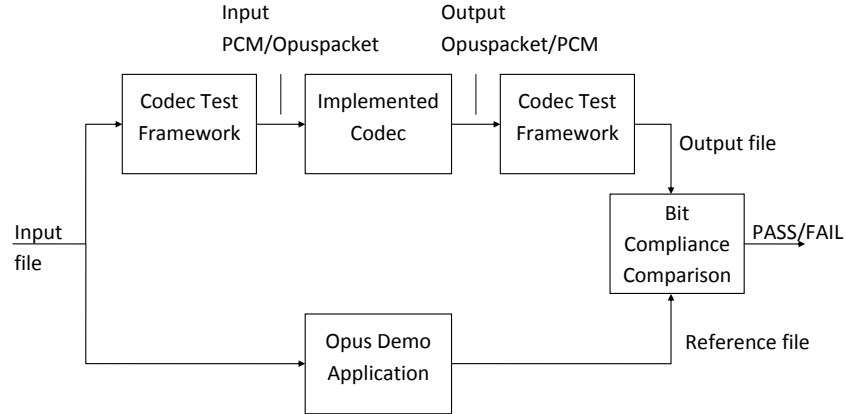 Input
PCM/Opuspacket
Output
Opuspacket/PCM
Codec Test
Framework
Implemented
Codec
Codec Test
Framework
Output file
Input
file
Bit
Compliance
Comparison
PASS/FAIL
Opus Demo
Application
Reference file